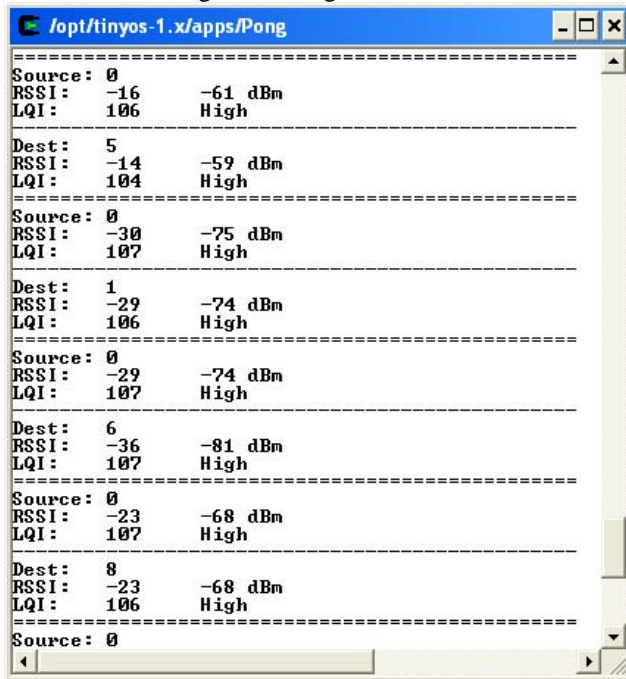 /opt/tinyos-1.x/apps/Pong
==================================================
Source: 0
RSSI: -16 -61 dBm
LQI: 106 High
--------------------------------------------------
Dest: 5
RSSI: -14 -59 dBm
LQI: 104 High
==================================================
Source: 0
RSSI: -30 -75 dBm
LQI: 107 High
--------------------------------------------------
Dest: 1
RSSI: -29 -74 dBm
LQI: 106 High
==================================================
Source: 0
RSSI: -29 -74 dBm
LQI: 107 High
--------------------------------------------------
Dest: 6
RSSI: -36 -81 dBm
LQI: 107 High
==================================================
Source: 0
RSSI: -23 -68 dBm
LQI: 107 High
--------------------------------------------------
Dest: 8
RSSI: -23 -68 dBm
LQI: 106 High
==================================================
Source: 0